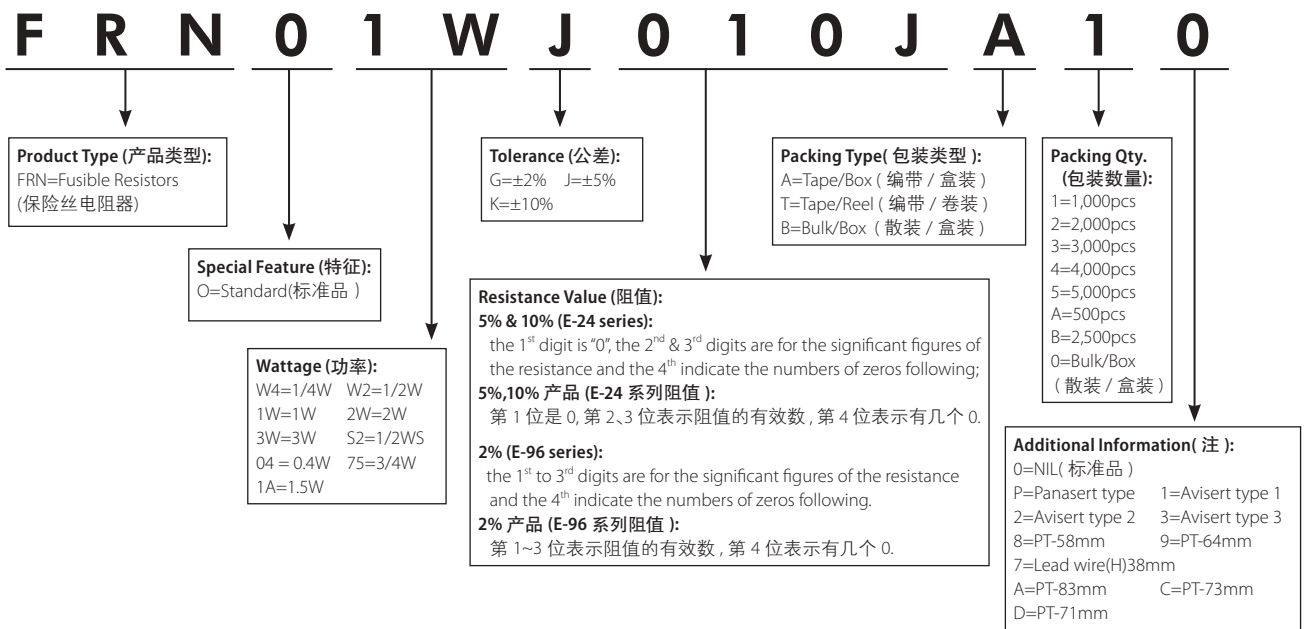 F R N 0 1 W J 0 1 0 J A 1 0
Product Type (产品类型):
FRN=Fusible Resistors
(保险丝电阻器)
Special Feature (特征):
O=Standard(标准品 )
Wattage (功率):
W4=1/4W W2=1/2W
1W=1W 2W=2W
3W=3W S2=1/2WS
04 = 0.4W 75=3/4W
1A=1.5W
Tolerance (公差):
G=±2% J=±5%
K=±10%
Resistance Value (阻值):
5% & 10% (E-24 series):
the 1st digit is "0", the 2nd & 3rd digits are for the significant figures of
the resistance and the 4th indicate the numbers of zeros following;
5%,10% 产品 (E-24 系列阻值 ):
第 1位是 0, 第 2、3 位表示阻值的有效数 , 第 4位表示有几个 0.
2% (E-96 series):
the 1st to 3rd digits are for the significant figures of the resistance
and the 4th indicate the numbers of zeros following.
2% 产品 (E-96 系列阻值 ):
第 1~3 位表示阻值的有效数 , 第 4 位表示有几个 0.
Packing Type( 包装类型 ):
A=Tape/Box ( 编带 / 盒装 )
T=Tape/Reel ( 编带 / 卷装 )
B=Bulk/Box ( 散装 / 盒装 )
Packing Qty.
(包装数量):
1=1,000pcs
2=2,000pcs
3=3,000pcs
4=4,000pcs
5=5,000pcs
A=500pcs
B=2,500pcs
0=Bulk/Box
( 散装 / 盒装 )
Additional Information( 注 ):
0=NIL( 标准品 )
P=Panasert type 1=Avisert type 1
2=Avisert type 2 3=Avisert type 3
8=PT-58mm 9=PT-64mm
7=Lead wire(H)38mm
A=PT-83mm C=PT-73mm
D=PT-71mm